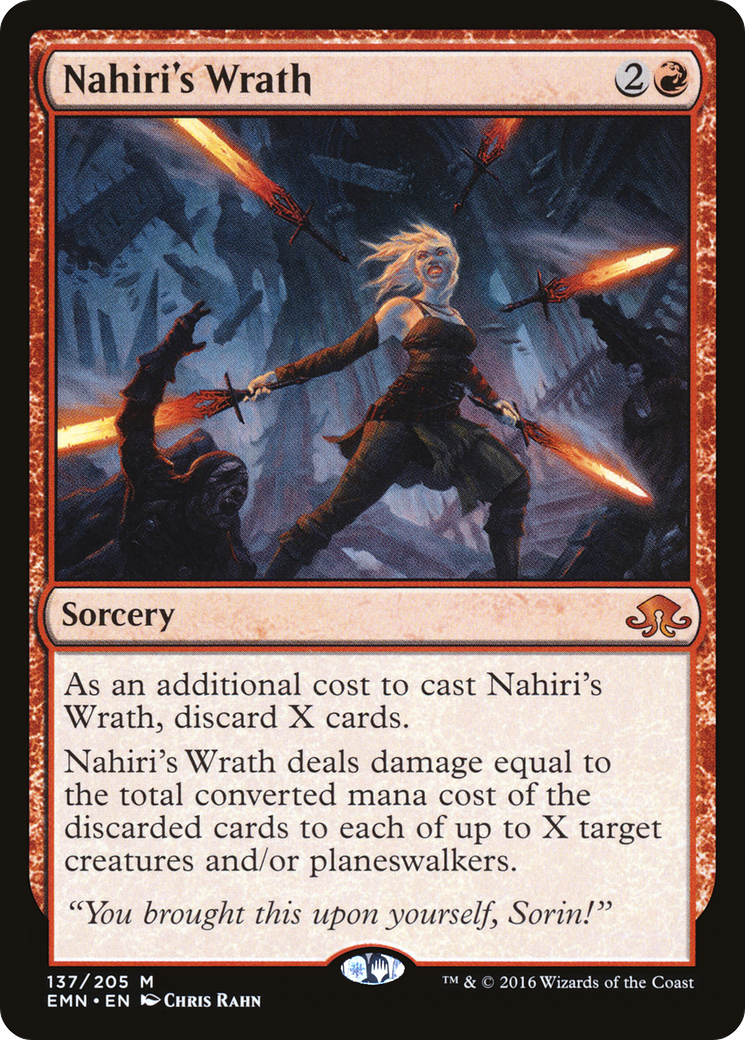 Nahiri's Wrath 2
Sorcery
As an additional cost to cast Nahiri's
Wrath, discard X cards.
Nahiri's Wrath deals damage equal to
the total converted mana cost of the
discarded cards to each of up to X target
creatures and/or planeswalkers.
“You brought this upon yourself, Sorin!”
137/205 M
EMN • EN Chris Rahn
™ & © 2016 Wizards of the Coast